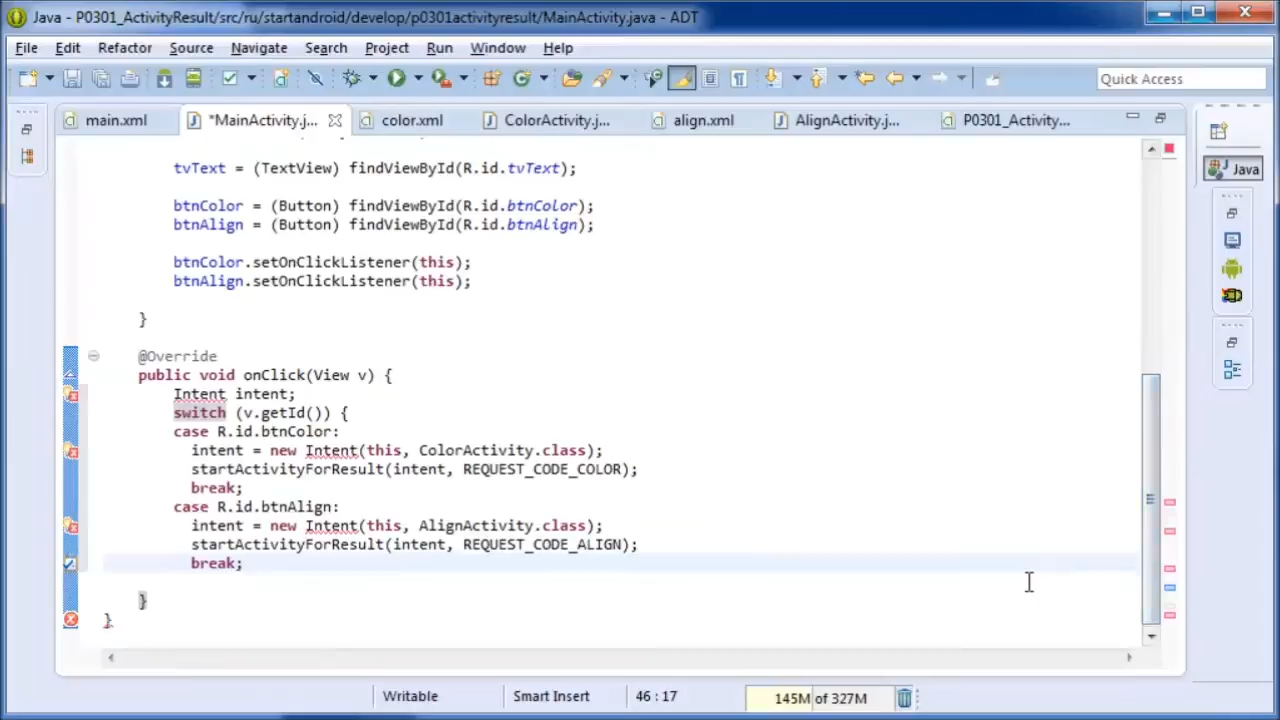 Java - P0301_ActivityResult/src/ru/startandroid/develop/p0301activityresult/MainActivity.java - ADT
File Edit Refactor Source Navigate Search Project Run Window Help
Quick Access
main.xml *MainActivity.j... color.xml ColorActivity.j... align.xml AlignActivity.j... P0301_Activity...
Java
tvText = (TextView) findViewById(R.id.tvText);
btnColor = (Button) findViewById(R.id.btnColor);
btnAlign = (Button) findViewById(R.id.btnAlign);
btnColor.setOnClickListener(this);
btnAlign.setOnClickListener(this);
}
@Override
public void onClick(View v) {
Intent intent;
switch (v.getId()) {
case R.id.btnColor:
intent = new Intent(this, ColorActivity.class);
startActivityForResult(intent, REQUEST_CODE_COLOR);
break;
case R.id.btnAlign:
intent = new Intent(this, AlignActivity.class);
startActivityForResult(intent, REQUEST_CODE_ALIGN);
break;
}
}
Writable Smart Insert 46 : 17 145M of 327M